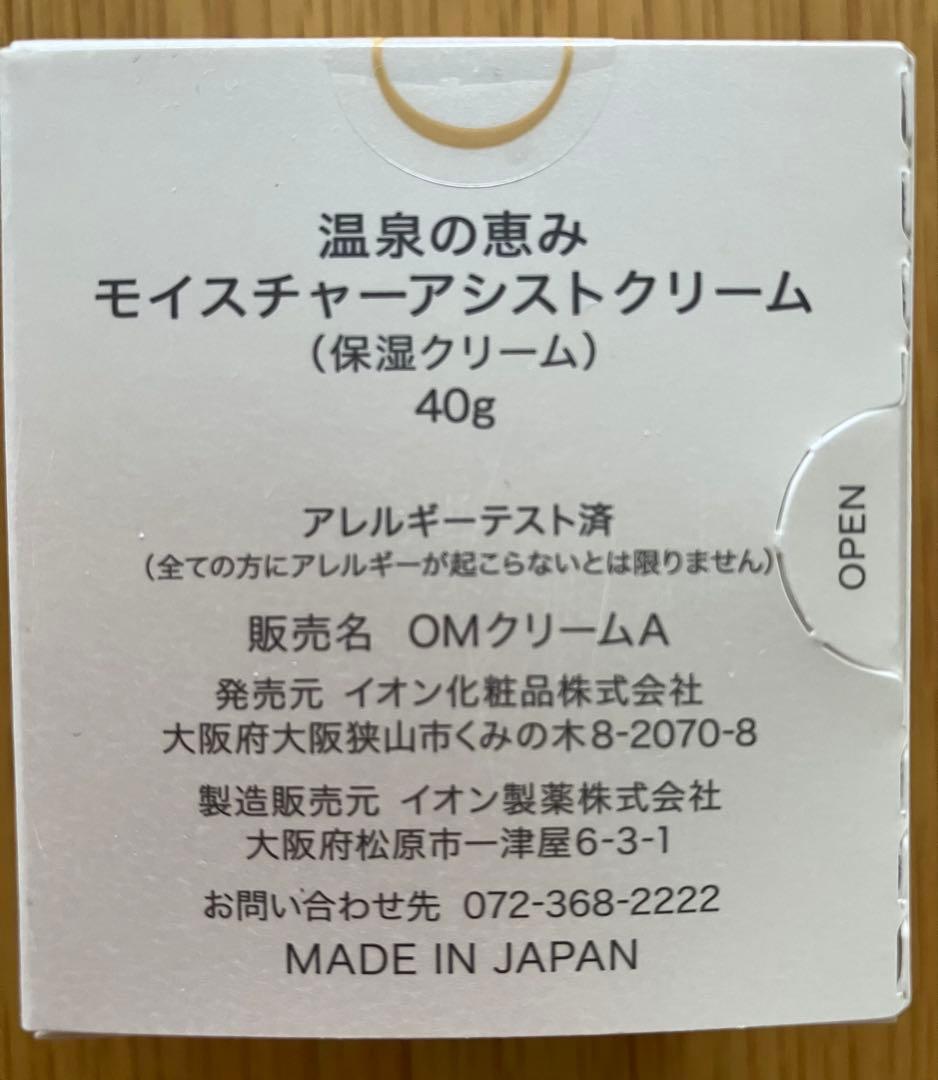 温泉の恵み
モイスチャーアシストクリーム
（保湿クリーム）
40g
アレルギーテスト済
（全ての方にアレルギーが起こらないとは限りません）
OPEN
販売名 OMクリームA
発売元 イオン化粧品株式会社
大阪府大阪狭山市くみの木8-2070-8
製造販売元 イオン製薬株式会社
大阪府松原市一津屋6-3-1
お問い合わせ先 072-368-2222
MADE IN JAPAN